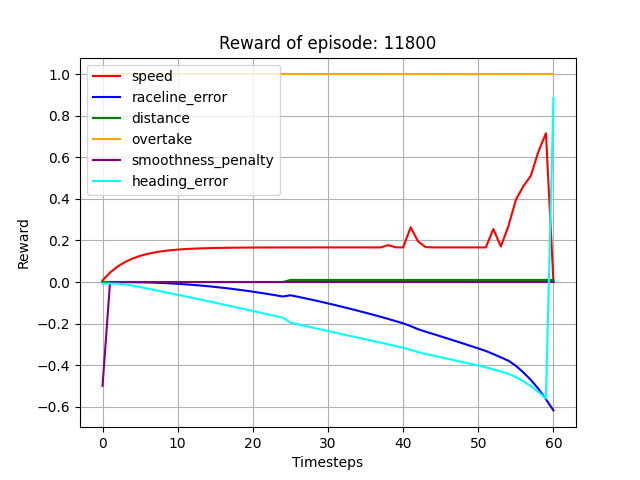 Reward of episode: 11800
speed
raceline_error
distance
overtake
smoothness_penalty
heading_error
Reward
1.0
0.8
0.6
0.4
0.2
0.0
−0.2
−0.4
−0.6
0 10 20 30 40 50 60
Timesteps